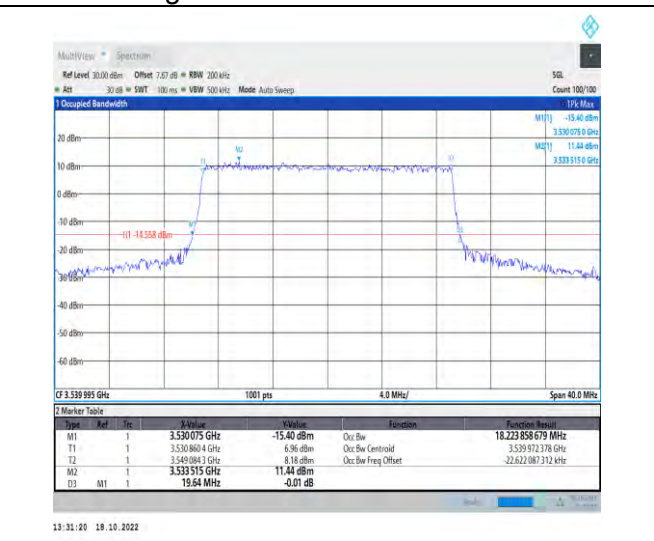 MultiView Spectrum
Ref Level 30.00 dBm Offset 7.67 dB RBW 200 kHz SGL
Att 30 dB SWT 100 ms VBW 500 kHz Mode Auto Sweep Count 100/100
1 Occupied Bandwidth 1Pk Max
M1[1] -15.40 dBm
3.530 075 0 GHz
M2[1] 11.44 dBm
3.533 515 0 GHz
20 dBm
M2
T1
10 dBm
0 dBm
-10 dBm
M1
H1 -14.558 dBm
-20 dBm
-30 dBm
-40 dBm
-50 dBm
-60 dBm
CF 3.539 995 GHz 1001 pts 4.0 MHz/ Span 40.0 MHz
2 Marker Table
Type Ref Trc X-Value Y-Value Function Function Result
M1 1 3.530 075 GHz -15.40 dBm Occ Bw 18.223 858 679 MHz
T1 1 3.530 860 4 GHz 6.96 dBm Occ Bw Centroid 3.539 972 378 GHz
T2 1 3.549 084 3 GHz 8.18 dBm Occ Bw Freq Offset -22.622 087 312 kHz
M2 1 3.533 515 GHz 11.44 dBm
D3 M1 1 19.64 MHz -0.01 dB
13:31:20 18.10.2022